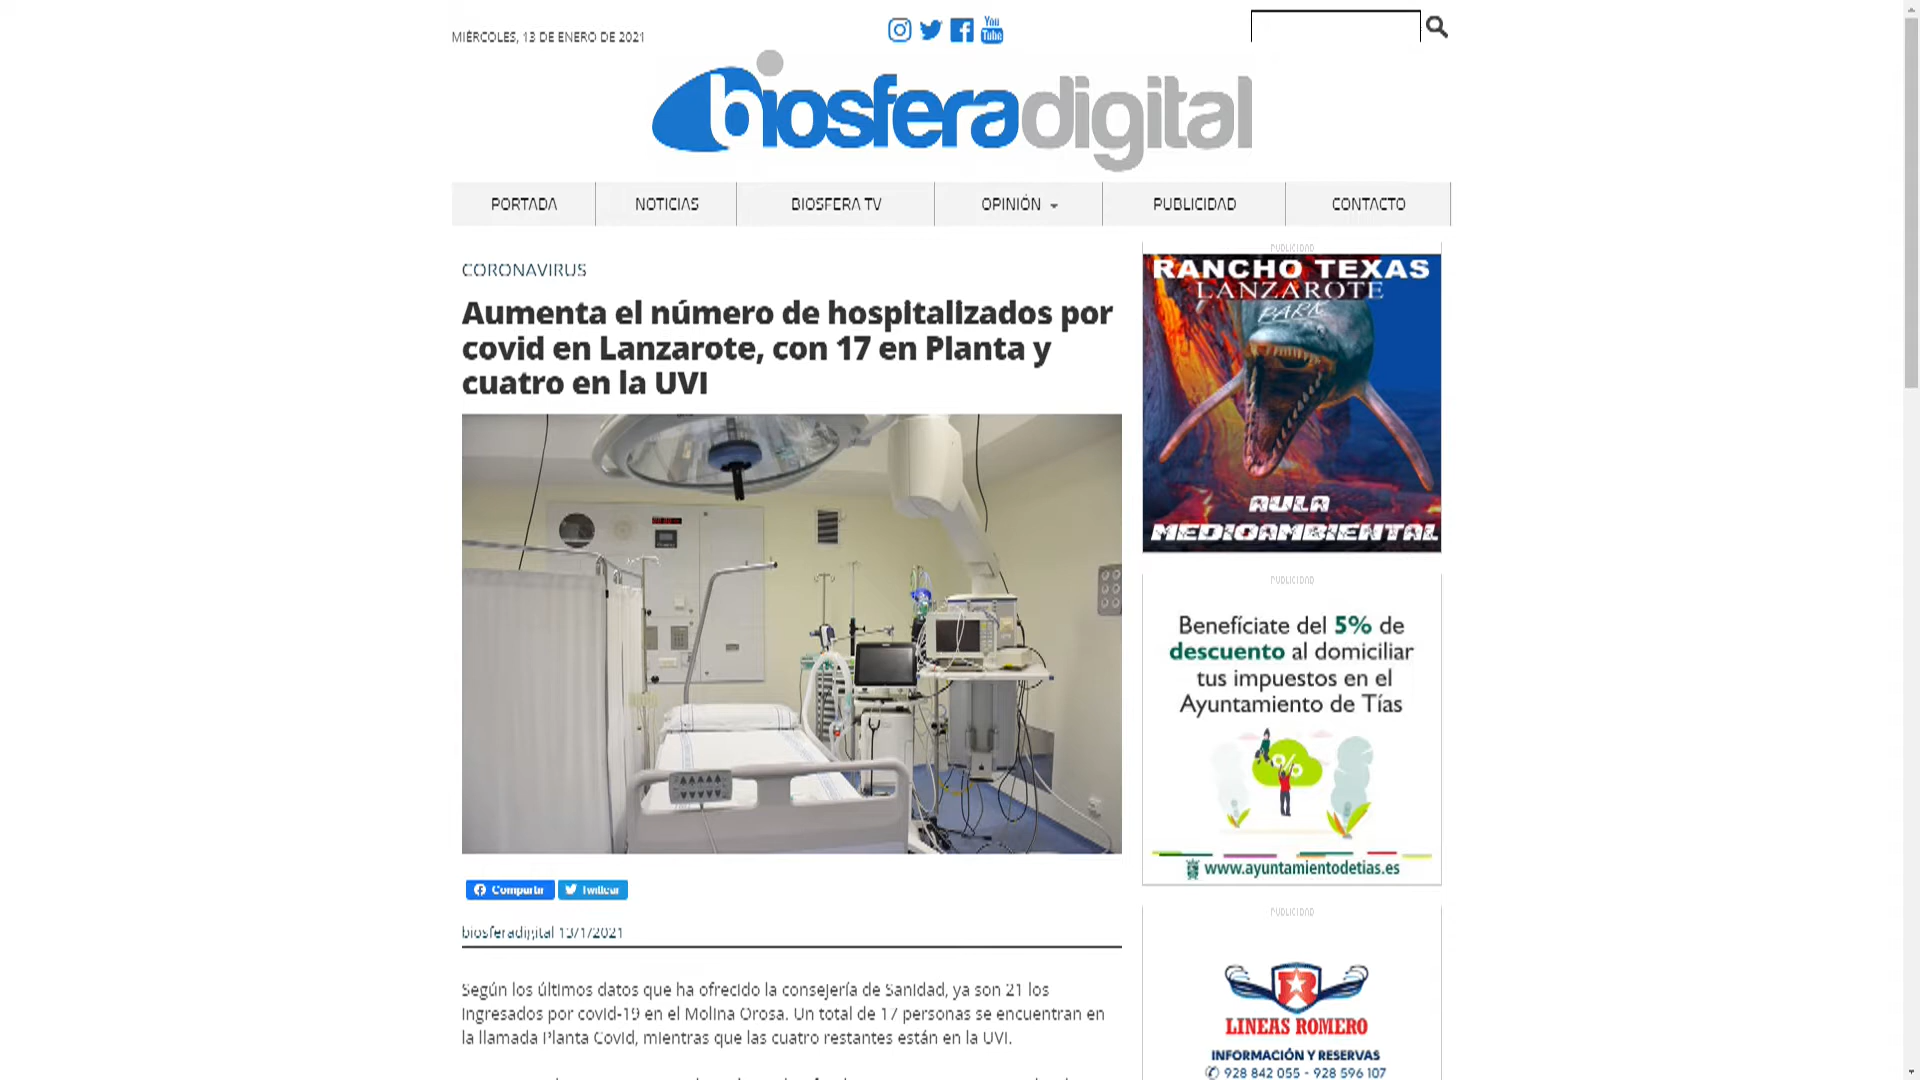 MIÉRCOLES, 13 DE ENERO DE 2021
You
Tube
biosferadigital
PORTADA
NOTICIAS
BIOSFERA TV
OPINIÓN
PUBLICIDAD
CONTACTO
CORONAVIRUS
Aumenta el número de hospitalizados por
covid en Lanzarote, con 17 en Planta y
cuatro en la UVI
Compartir
Twittear
biosferadigital 13/1/2021
Según los últimos datos que ha ofrecido la consejería de Sanidad, ya son 21 los
ingresados por covid-19 en el Molina Orosa. Un total de 17 personas se encuentran en
la llamada Planta Covid, mientras que las cuatro restantes están en la UVI.
PUBLICIDAD
RANCHO TEXAS
LANZAROTE
PARK
AULA
MEDIOAMBIENTAL
PUBLICIDAD
Benefíciate del 5% de
descuento al domiciliar
tus impuestos en el
Ayuntamiento de Tías
%
www.ayuntamientodetias.es
PUBLICIDAD
R
LINEAS ROMERO
INFORMACIÓN Y RESERVAS
928 842 055 - 928 596 107